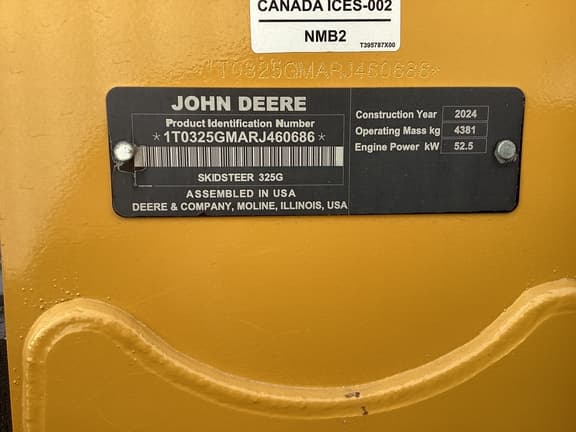 CANADA ICES-002
NMB2
T395787X00
*1T0325GMARJ460686*
JOHN DEERE
Product Identification Number
*1T0325GMARJ460686*
SKIDSTEER 325G
ASSEMBLED IN USA
DEERE & COMPANY, MOLINE, ILLINOIS, USA
Construction Year 2024
Operating Mass kg 4381
Engine Power kW 52.5